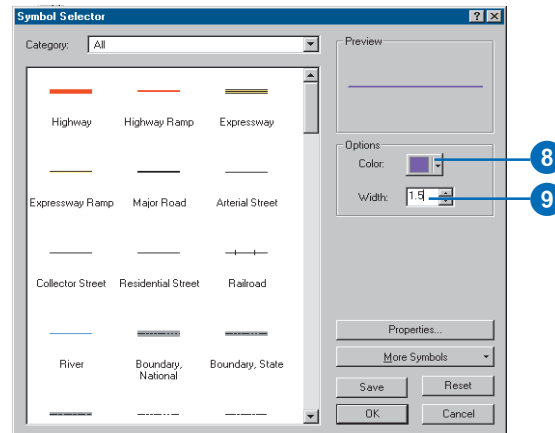 Symbol Selector
Category: All
Highway Highway Ramp Expressway
Expressway Ramp Major Road Arterial Street
Collector Street Residential Street Railroad
River Boundary, National Boundary, State
Preview
Options
Color:
8
Width: 1.5
9
Properties...
More Symbols
Save Reset
OK Cancel